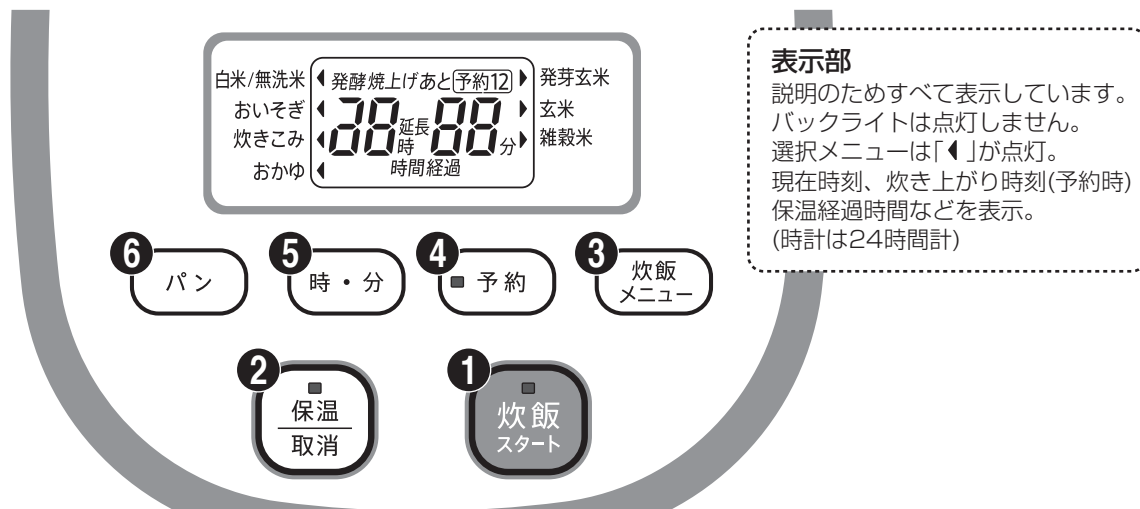 白米/無洗米
おいそぎ
炊きこみ
おかゆ
発酵 焼上げあと 予約12
88 延長 時 88 分
時間経過
発芽玄米
玄米
雑穀米
表示部
説明のためすべて表示しています。
バックライトは点灯しません。
選択メニューは「◀」が点灯。
現在時刻、炊き上がり時刻(予約時)
保温経過時間などを表示。
(時計は24時間計)
6 パン
5 時・分
4 予約
3 炊飯
メニュー
2 保温
取消
1 炊飯
スタート